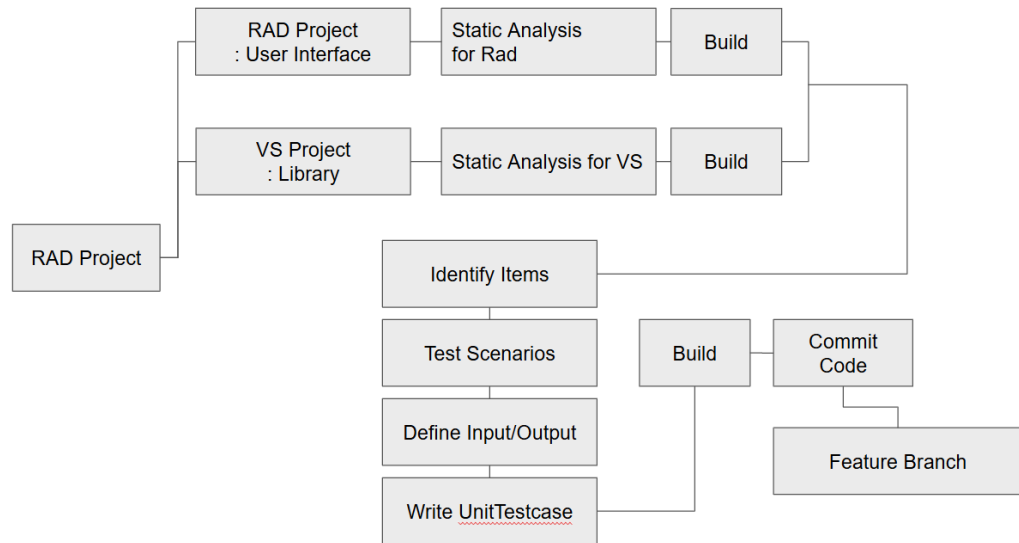 RAD Project
: User Interface
Static Analysis
for Rad
Build
VS Project
: Library
Static Analysis for VS
Build
RAD Project
Identify Items
Test Scenarios
Build
Commit
Code
Define Input/Output
Feature Branch
Write UnitTestcase